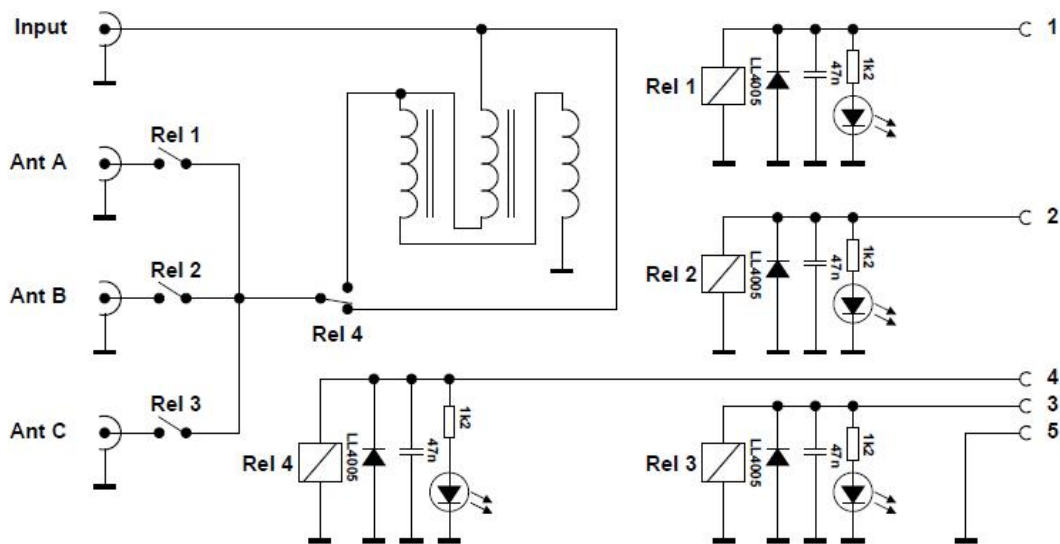 Input
Ant A
Rel 1
Ant B
Rel 2
Rel 4
Ant C
Rel 3
Rel 1
LL4005
47n
1k2
1
Rel 2
LL4005
47n
1k2
2
Rel 4
LL4005
47n
1k2
4
Rel 3
LL4005
47n
1k2
3
5